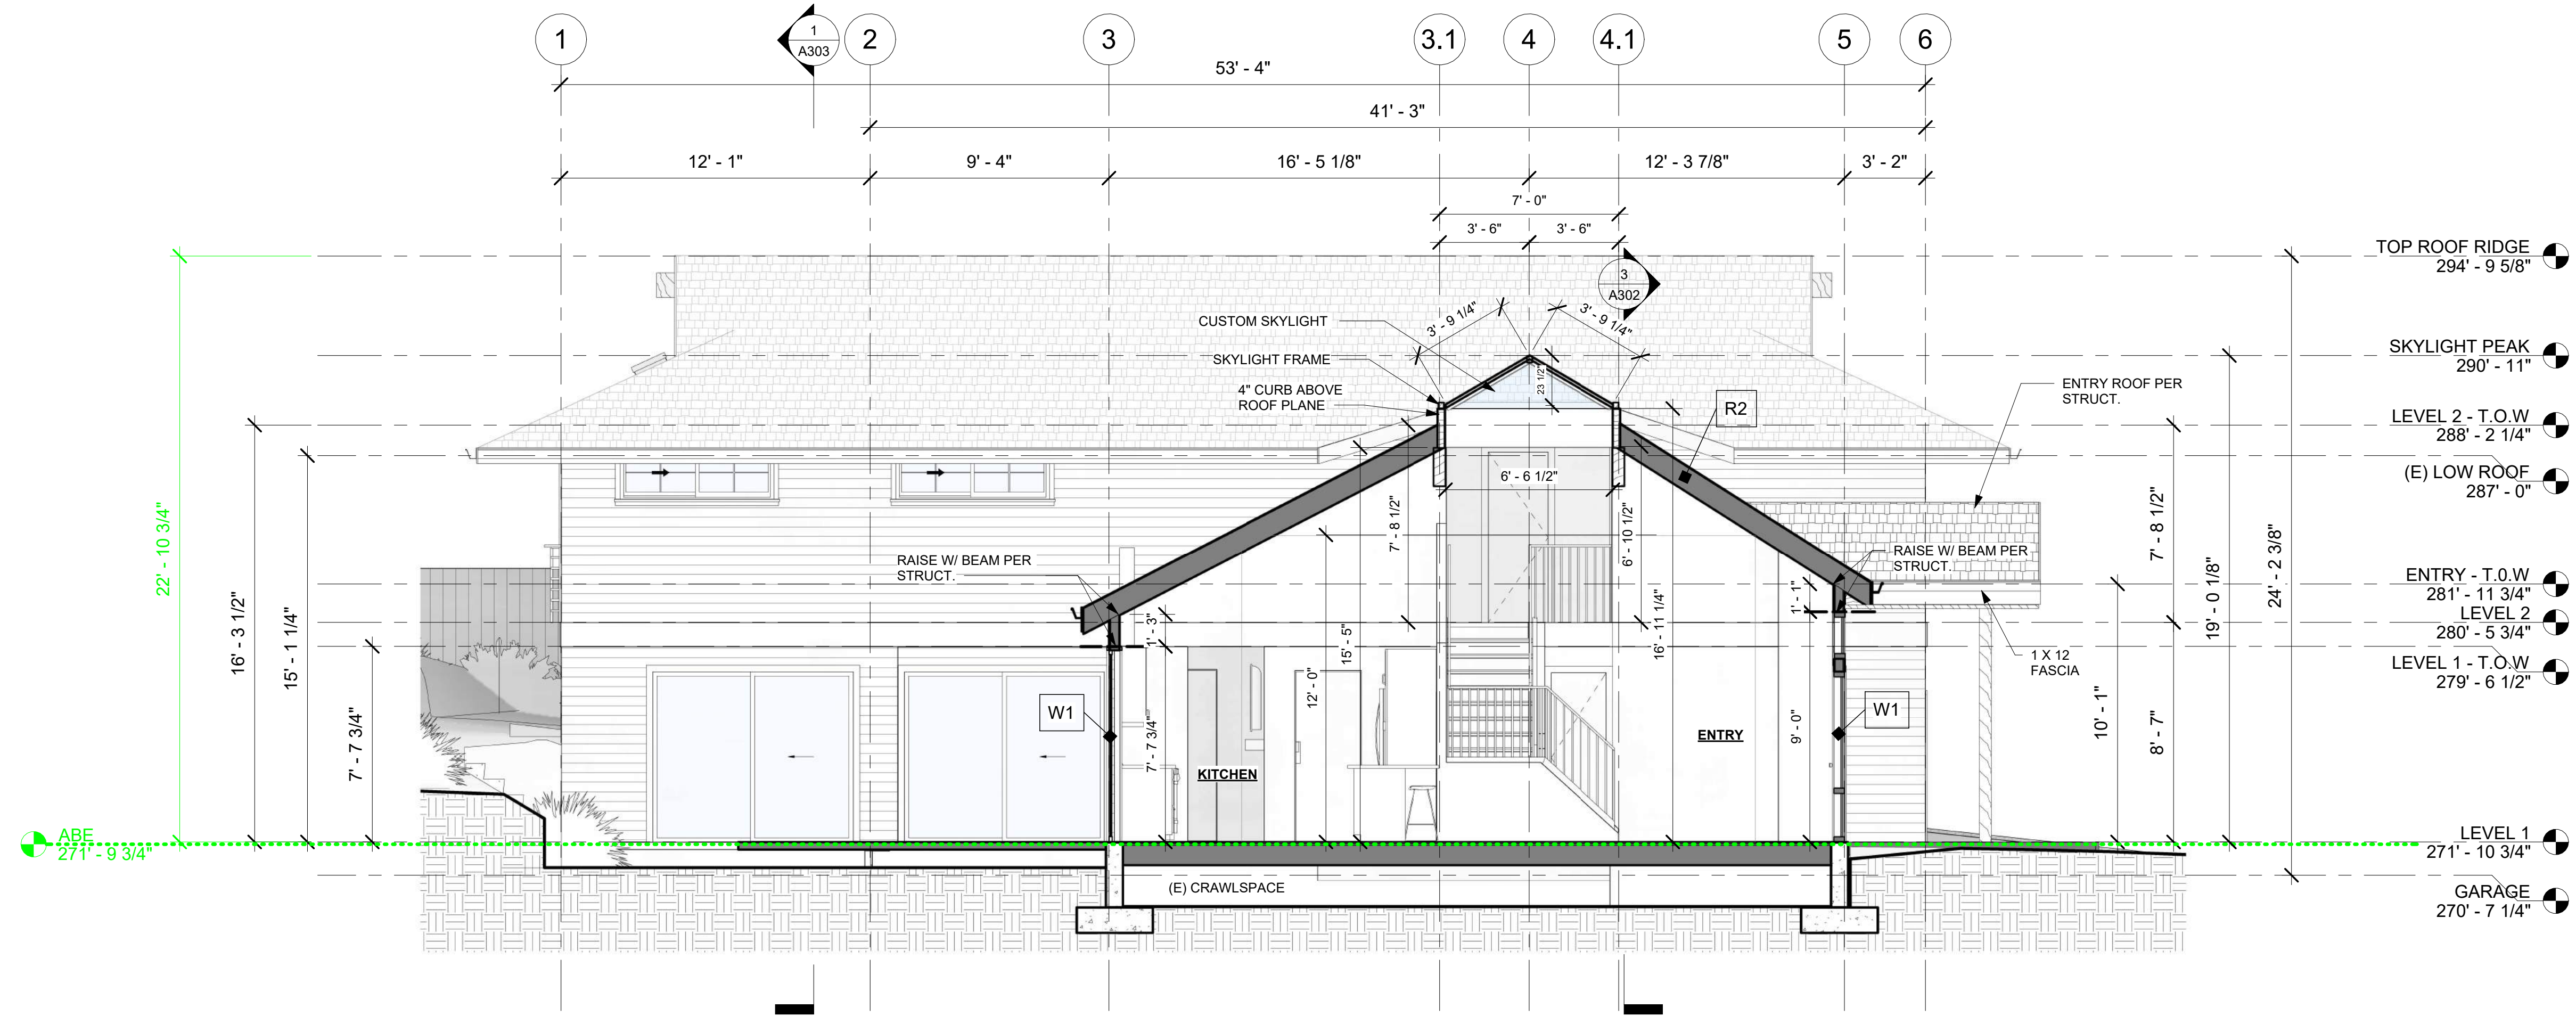 1
1
A303
2
3
3.1
4
4.1
5
6
53' - 4"
41' - 3"
12' - 1"
9' - 4"
16' - 5 1/8"
12' - 3 7/8"
3' - 2"
7' - 0"
3' - 6"
3' - 6"
3
A302
TOP ROOF RIDGE
294' - 9 5/8"
CUSTOM SKYLIGHT
3' - 9 1/4"
3' - 9 1/4"
SKYLIGHT FRAME
23 1/2"
SKYLIGHT PEAK
290' - 11"
4" CURB ABOVE
ROOF PLANE
R2
ENTRY ROOF PER
STRUCT.
LEVEL 2 - T.O.W
288' - 2 1/4"
(E) LOW ROOF
287' - 0"
6' - 6 1/2"
22' - 10 3/4"
16' - 3 1/2"
15' - 1 1/4"
7' - 7 3/4"
7' - 8 1/2"
6' - 10 1/2"
7' - 8 1/2"
19' - 0 1/8"
24' - 2 3/8"
RAISE W/ BEAM PER
STRUCT.
RAISE W/ BEAM PER
STRUCT.
ENTRY - T.0.W
281' - 11 3/4"
LEVEL 2
280' - 5 3/4"
1' - 3"
15' - 5"
16' - 11 1/4"
1' - 1"
1 X 12
FASCIA
LEVEL 1 - T.O.W
279' - 6 1/2"
W1
7' - 7 3/4"
12' - 0"
ENTRY
9' - 0"
W1
10' - 1"
8' - 7"
KITCHEN
ABE
271' - 9 3/4"
LEVEL 1
271' - 10 3/4"
(E) CRAWLSPACE
GARAGE
270' - 7 1/4"